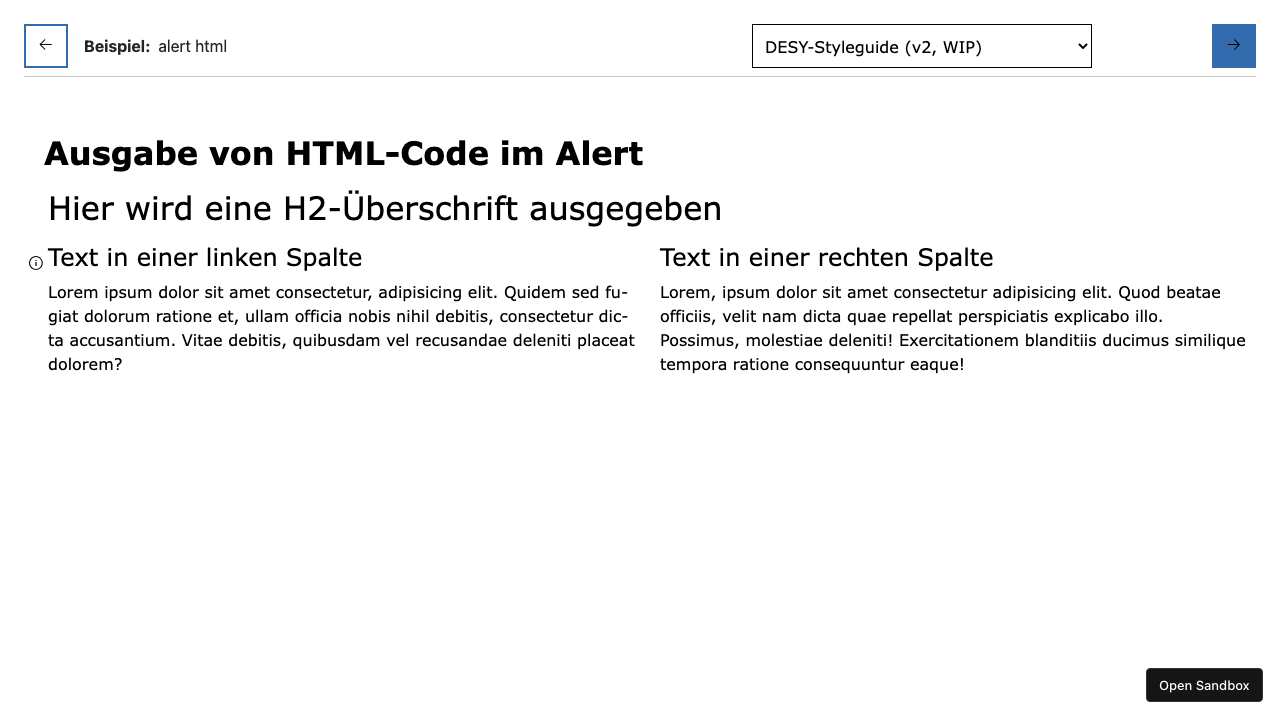 Beispiel: alert html
DESY-Styleguide (v2, WIP)
Ausgabe von HTML-Code im Alert
Hier wird eine H2-Überschrift ausgegeben
Text in einer linken Spalte
Lorem ipsum dolor sit amet consectetur, adipisicing elit. Quidem sed fu-
giat dolorum ratione et, ullam officia nobis nihil debitis, consectetur dic-
ta accusantium. Vitae debitis, quibusdam vel recusandae deleniti placeat
dolorem?
Text in einer rechten Spalte
Lorem, ipsum dolor sit amet consectetur adipisicing elit. Quod beatae
officiis, velit nam dicta quae repellat perspiciatis explicabo illo.
Possimus, molestiae deleniti! Exercitationem blanditiis ducimus similique
tempora ratione consequuntur eaque!
Open Sandbox